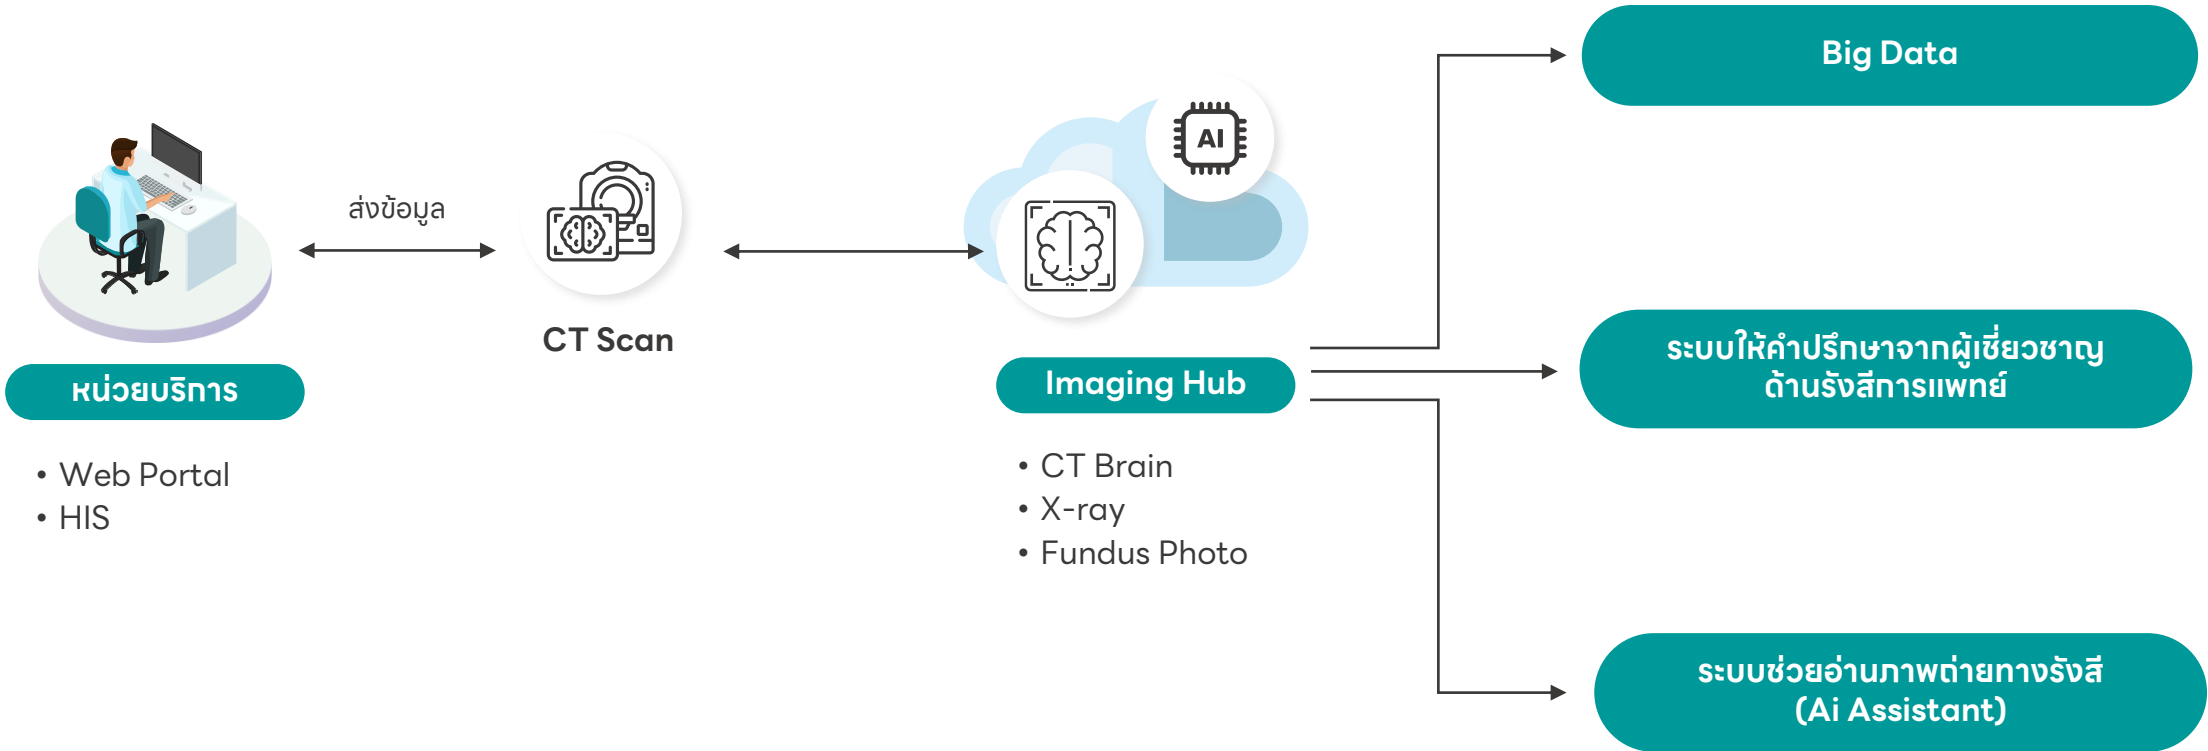 ส่งข้อมูล
CT Scan
หน่วยบริการ
• Web Portal
• HIS
AI
Imaging Hub
• CT Brain
• X-ray
• Fundus Photo
Big Data
ระบบให้คำปรึกษาจากผู้เชี่ยวชาญ
ด้านรังสีการแพทย์
ระบบช่วยอ่านภาพถ่ายทางรังสี
(Ai Assistant)